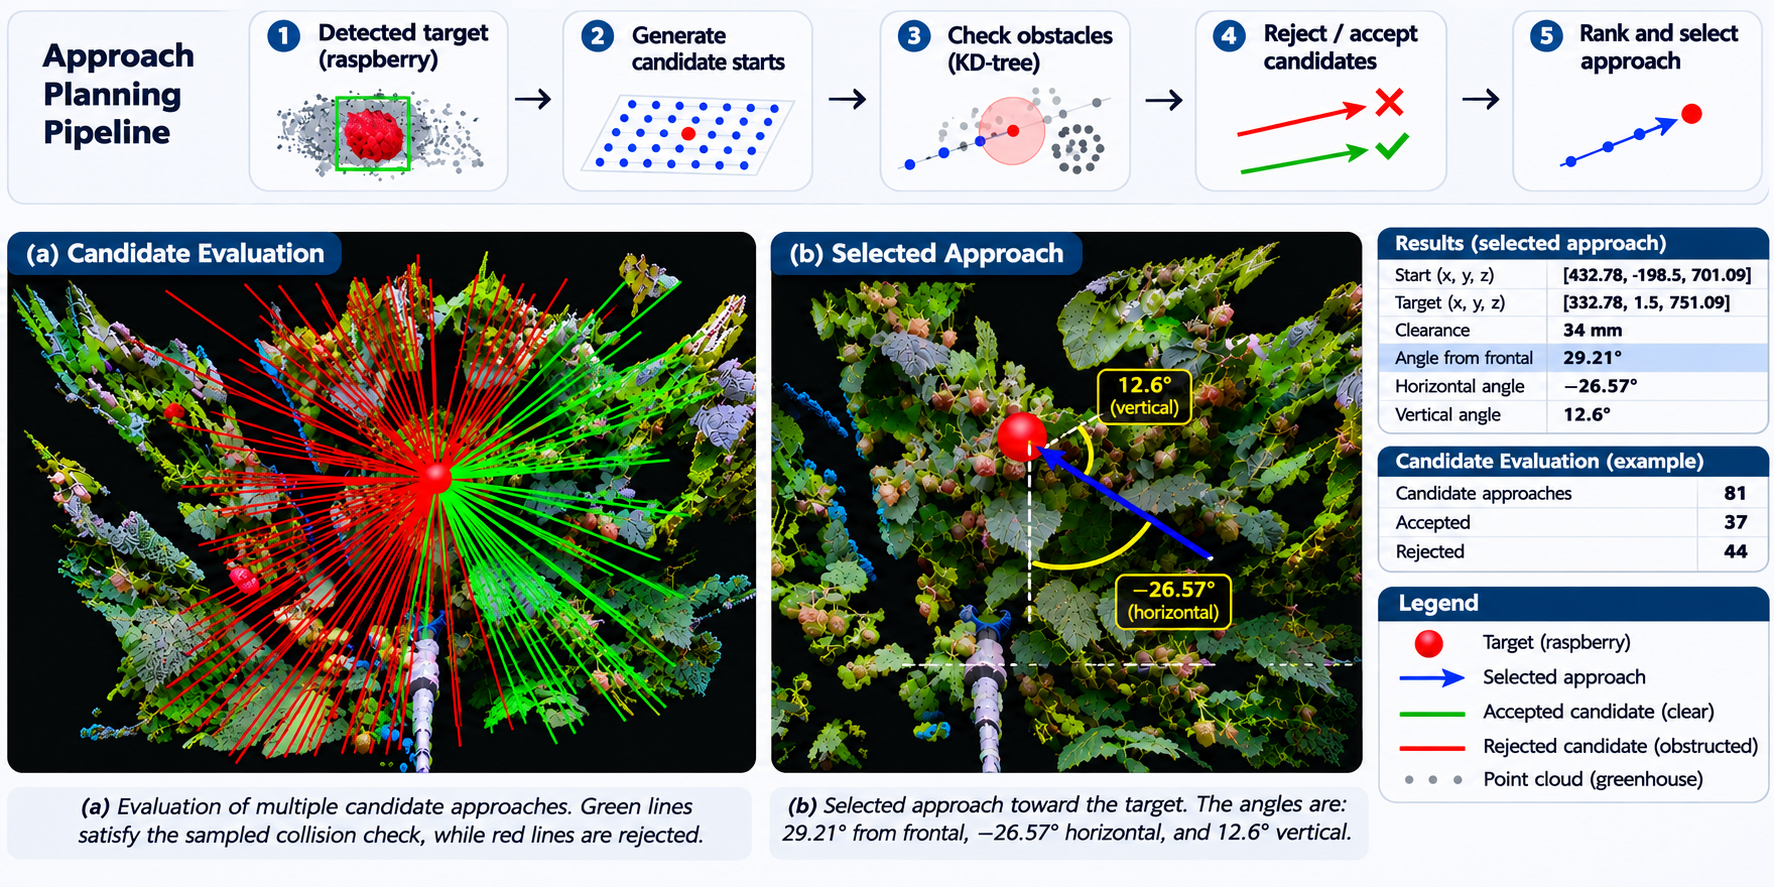 Approach
Planning
Pipeline
1 Detected target
(raspberry)
2 Generate
candidate starts
3 Check obstacles
(KD-tree)
4 Reject / accept
candidates
5 Rank and select
approach
(a) Candidate Evaluation
(b) Selected Approach
12.6°
(vertical)
−26.57°
(horizontal)
(a) Evaluation of multiple candidate approaches. Green lines
satisfy the sampled collision check, while red lines are rejected.
(b) Selected approach toward the target. The angles are:
29.21° from frontal, −26.57° horizontal, and 12.6° vertical.
Results (selected approach)
Start (x, y, z) [432.78, -198.5, 701.09]
Target (x, y, z) [332.78, 1.5, 751.09]
Clearance 34 mm
Angle from frontal 29.21°
Horizontal angle −26.57°
Vertical angle 12.6°
Candidate Evaluation (example)
Candidate approaches 81
Accepted 37
Rejected 44
Legend
Target (raspberry)
Selected approach
Accepted candidate (clear)
Rejected candidate (obstructed)
Point cloud (greenhouse)